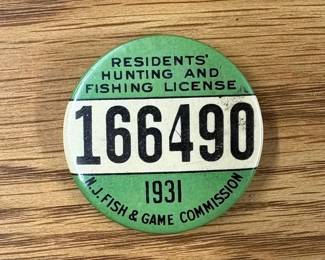 RESIDENTS'
HUNTING AND
FISHING LICENSE
166490
1931
N.J. FISH & GAME COMMISSION